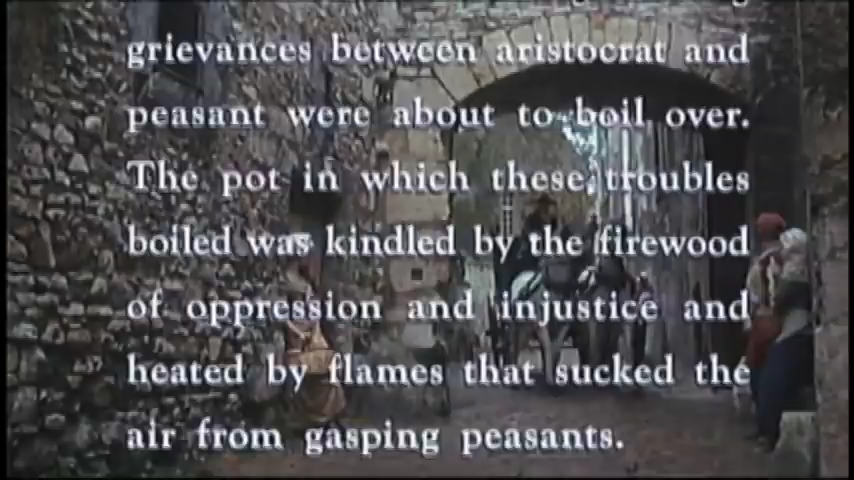 grievances between aristocrat and
peasant were about to boil over.
The pot in which these troubles
boiled was kindled by the firewood
of oppression and injustice and
heated by flames that sucked the
air from gasping peasants.